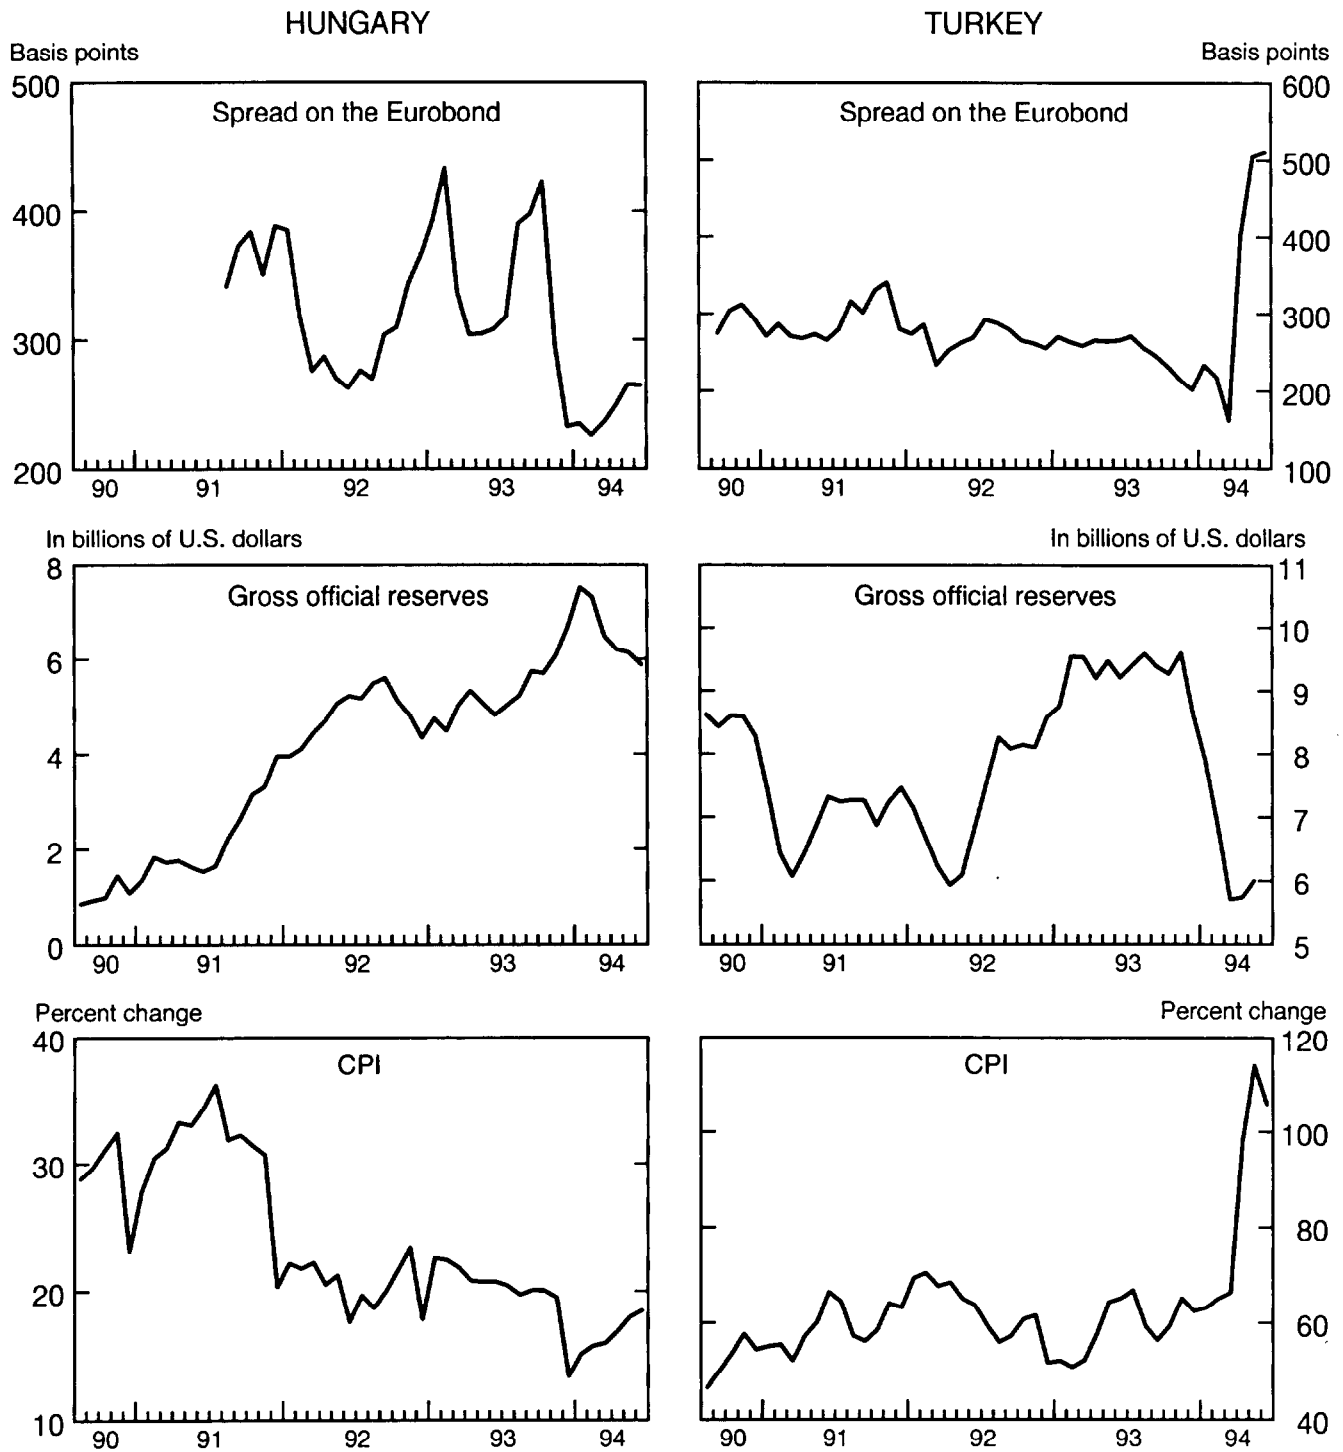 HUNGARY
TURKEY
Basis points
Basis points
500
400
300
200
Spread on the Eurobond
90 91 92 93 94
Spread on the Eurobond
600
500
400
300
200
100
90 91 92 93 94
In billions of U.S. dollars
In billions of U.S. dollars
8
6
4
2
0
Gross official reserves
90 91 92 93 94
Gross official reserves
11
10
9
8
7
6
5
90 91 92 93 94
Percent change
Percent change
40
30
20
10
CPI
90 91 92 93 94
CPI
120
100
80
60
40
90 91 92 93 94